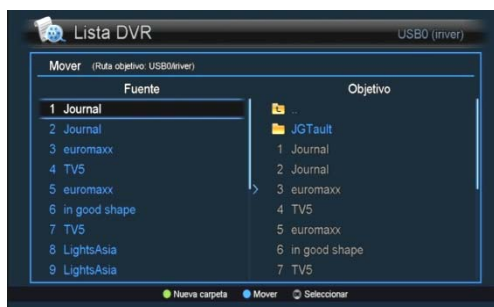 Lista DVR
USB0 (iriver)
Mover (Ruta objetivo: USB0/iriver)
Fuente
1 Journal
2 Journal
3 euromaxx
4 TV5
5 euromaxx
6 in good shape
7 TV5
8 LightsAsia
9 LightsAsia
Objetivo
..
JGTault
1 Journal
2 Journal
3 euromaxx
4 TV5
5 euromaxx
6 in good shape
7 TV5
Nueva carpeta Mover Seleccionar